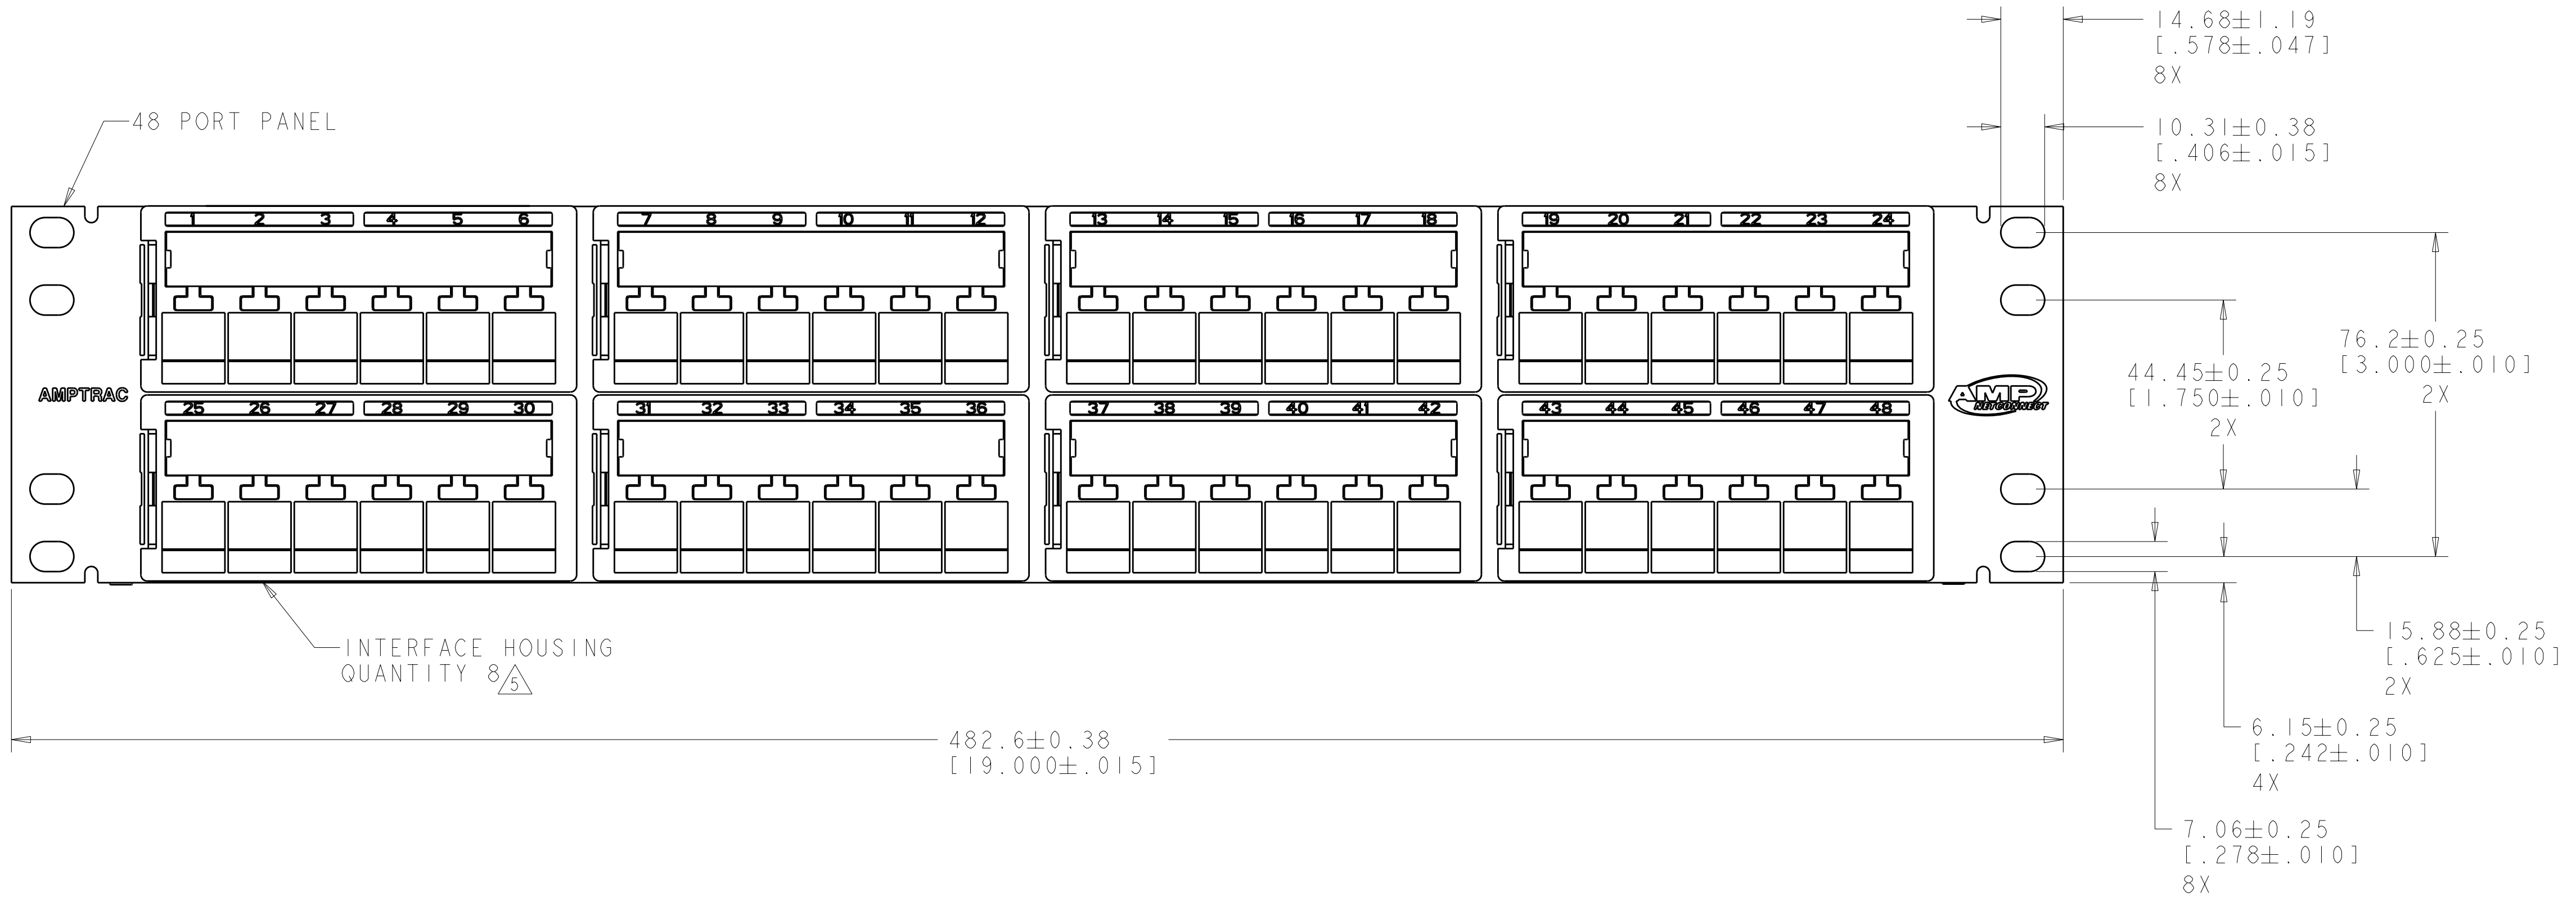 14.68±1.19
[.578±.047]
8X
48 PORT PANEL
10.31±0.38
[.406±.015]
8X
1 2 3 4 5 6 7 8 9 10 11 12 13 14 15 16 17 18 19 20 21 22 23 24
76.2±0.25
[3.000±.010]
2X
44.45±0.25
[1.750±.010]
2X
AMPTRAC
AMP
NETCONNECT
25 26 27 28 29 30 31 32 33 34 35 36 37 38 39 40 41 42 43 44 45 46 47 48
INTERFACE HOUSING
QUANTITY 8 5
15.88±0.25
[.625±.010]
2X
482.6±0.38
[19.000±.015]
6.15±0.25
[.242±.010]
4X
7.06±0.25
[.278±.010]
8X